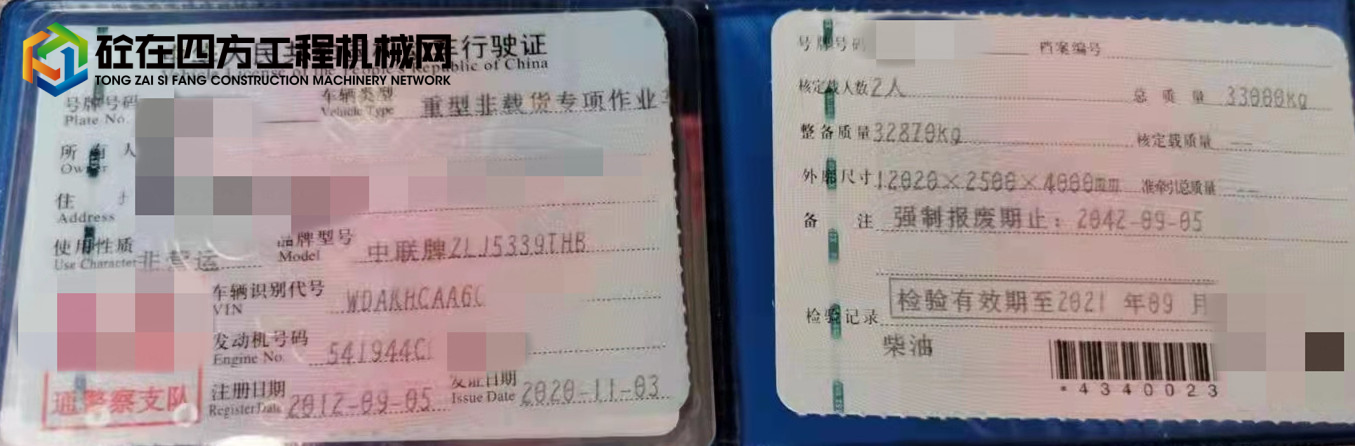 砼在四方工程机械网
TONG ZAI SI FANG CONSTRUCTION MACHINERY NETWORK
行驶证
Vehicle License of the People's Republic of China
号牌号码
Plate No.
车辆类型
Vehicle Type
重型非载货专项作业
所有人
Owner
住
Address
使用性质
Use Character
非营运
品牌型号
Model
中联牌ZLJ5339THB
车辆识别代号
VIN
WDAKHCAA6C
发动机号码
Engine No.
541944C
通警察支队
注册日期
Register Date
2012-09-05
发证日期
Issue Date
2020-11-03
号牌号码
档案编号
核定载人数 2人
总质量 33000kg
整备质量 32870kg
核定载质量 --
外廓尺寸 12020×2500×4000mm
准牵引总质量 --
备注 强制报废期止：2042-09-05
检验记录
检验有效期至2021 年09 月
柴油
*4340023